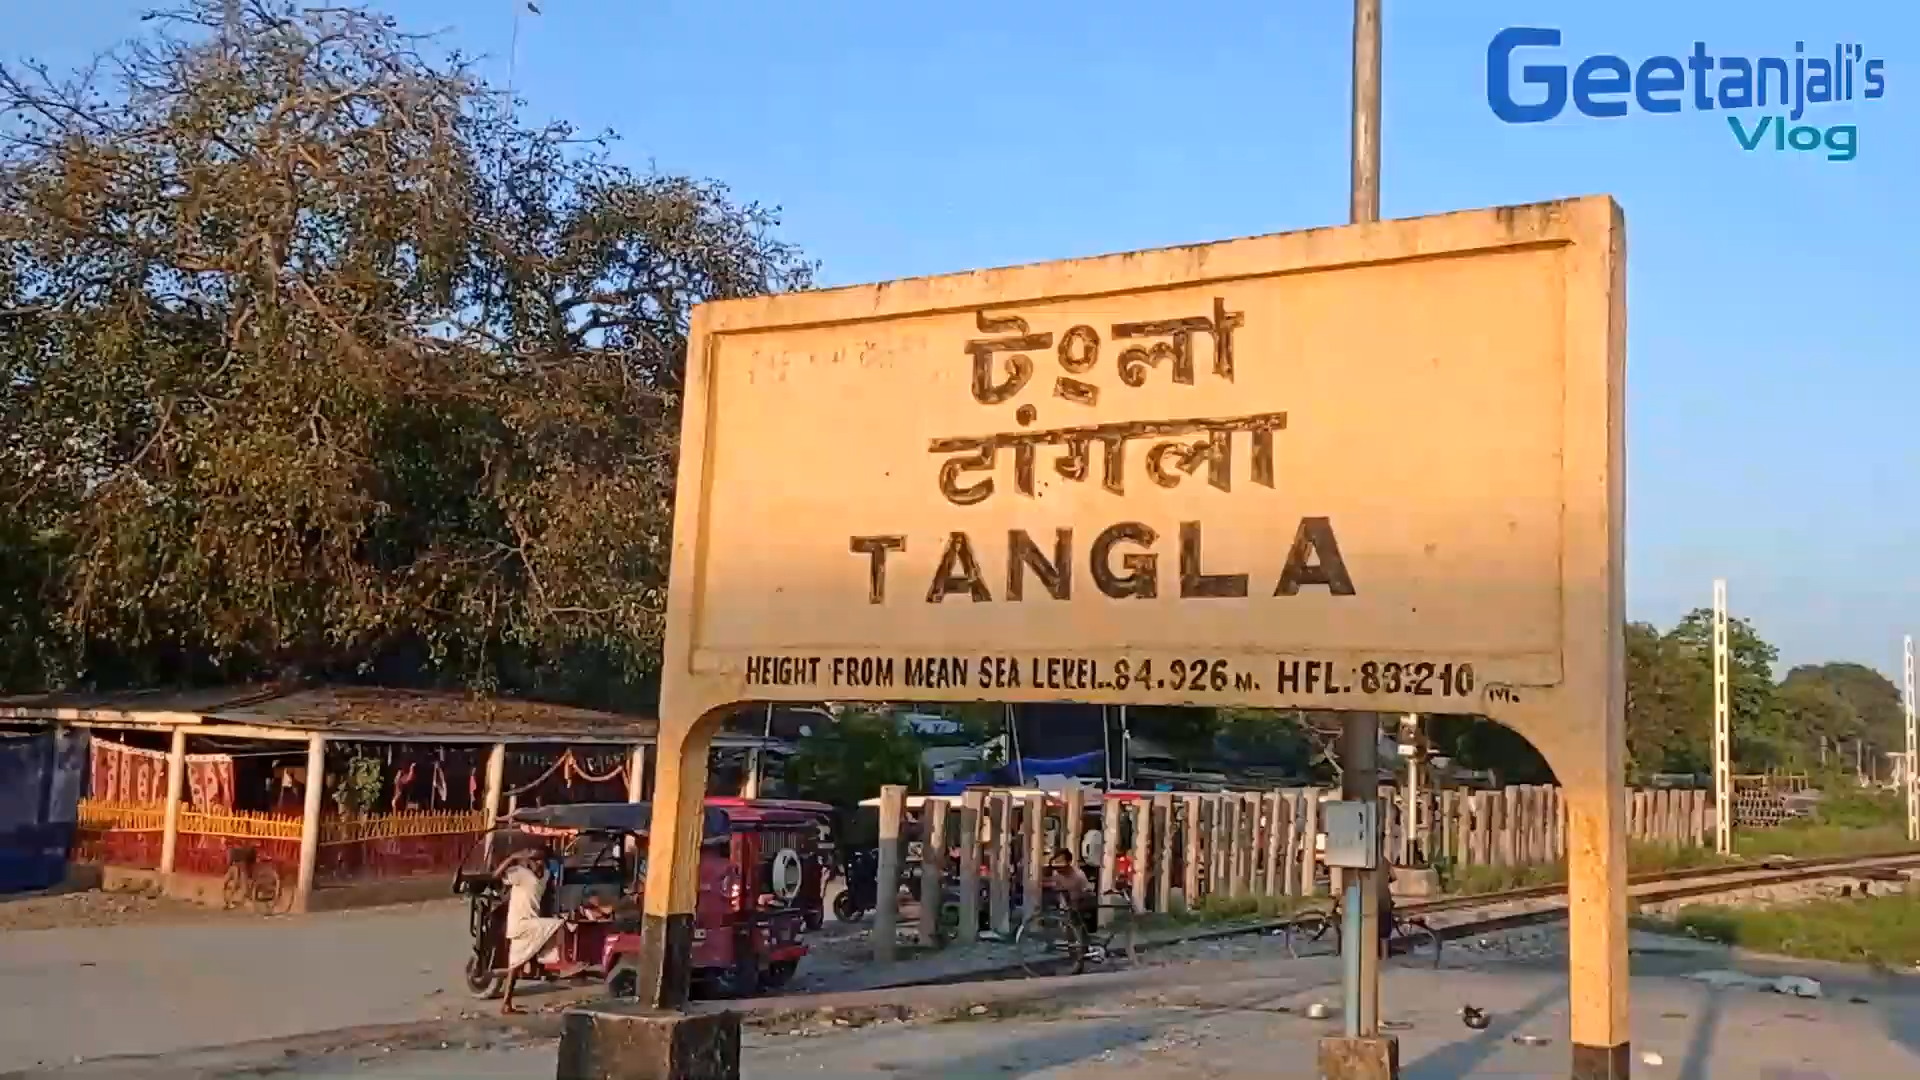 Geetanjali's
Vlog
টংলা
टांगला
TANGLA
HEIGHT FROM MEAN SEA LEVEL..84.926 M. HFL.:83.210 M.